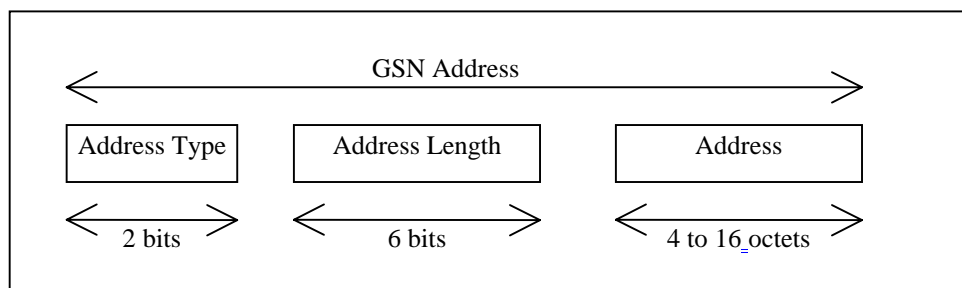 GSN Address
Address Type Address Length Address
2 bits 6 bits 4 to 16 octets